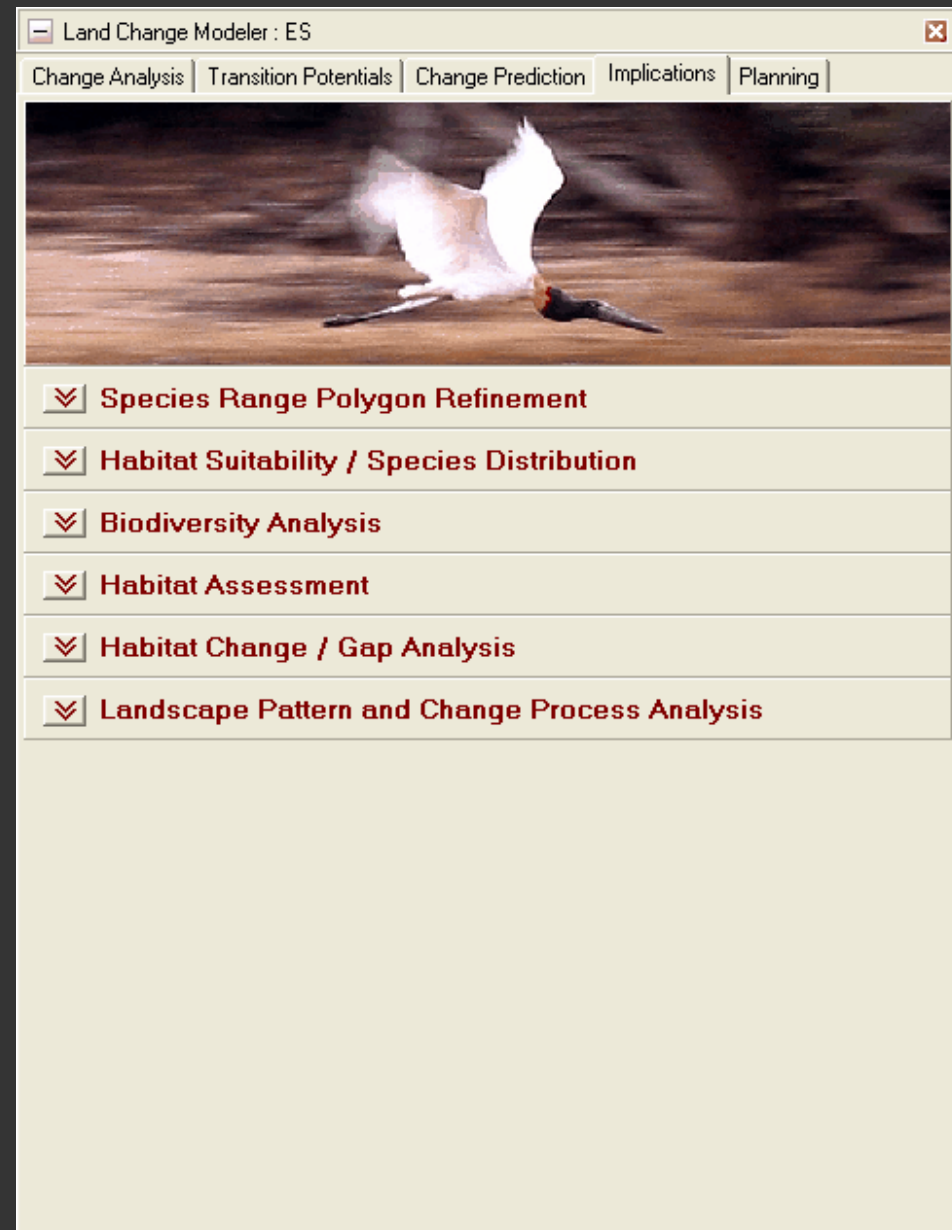 Land Change Modeler : ES
Change Analysis Transition Potentials Change Prediction Implications Planning
Species Range Polygon Refinement
Habitat Suitability / Species Distribution
Biodiversity Analysis
Habitat Assessment
Habitat Change / Gap Analysis
Landscape Pattern and Change Process Analysis